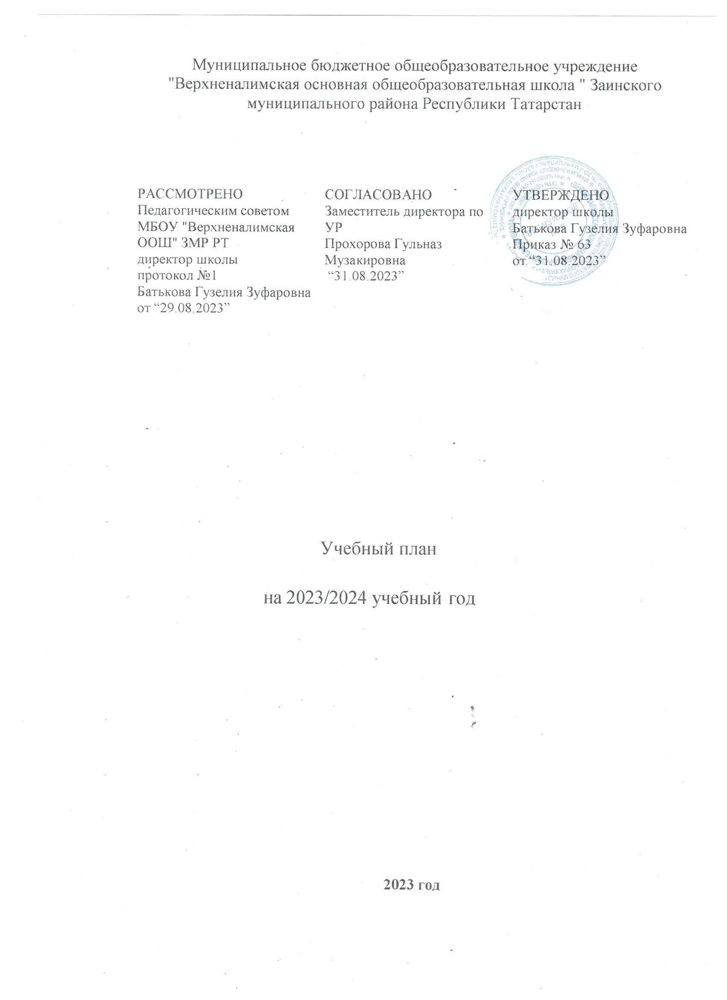 Муниципальное бюджетное общеобразовательное учреждение
"Верхненалимская основная общеобразовательная школа " Заинского
муниципального района Республики Татарстан
РАССМОТРЕНО
Педагогическим советом
МБОУ "Верхненалимская
ООШ" ЗМР РТ
директор школы
протокол №1
Батькова Гузелия Зуфаровна
от “29.08.2023”
СОГЛАСОВАНО
Заместитель директора по
УР
Прохорова Гульназ
Музакировна
“31.08.2023”
УТВЕРЖДЕНО
директор школы
Батькова Гузелия Зуфаровна
Приказ № 63
от “31.08.2023”
Учебный план
на 2023/2024 учебный год
2023 год